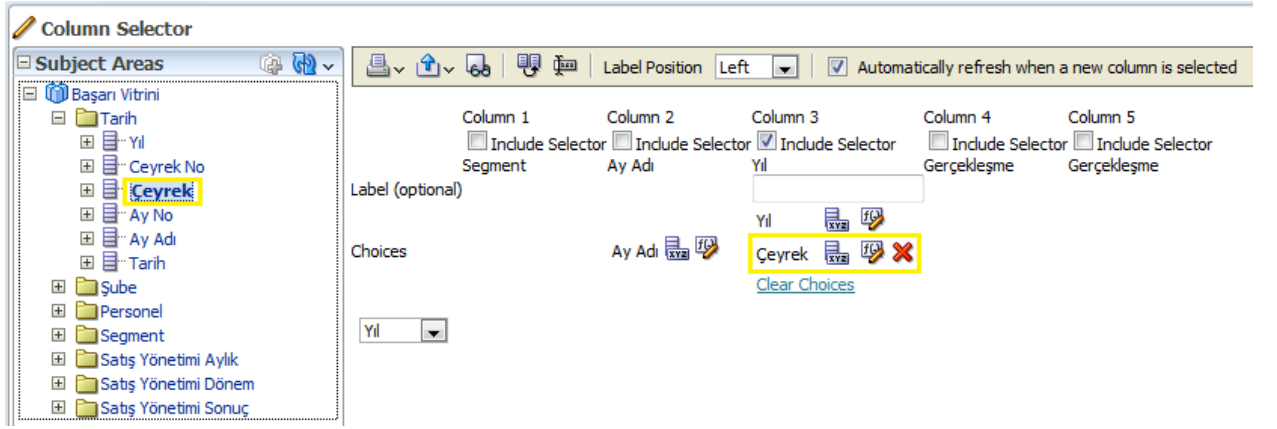 Column Selector
Subject Areas
Label Position Left Automatically refresh when a new column is selected
Başarı Vitrini
Tarih
Yıl
Ceyrek No
Çeyrek
Ay No
Ay Adı
Tarih
Şube
Personel
Segment
Satış Yönetimi Aylık
Satış Yönetimi Dönem
Satış Yönetimi Sonuç
Column 1 Column 2 Column 3 Column 4 Column 5
Include Selector Include Selector Include Selector Include Selector Include Selector
Segment Ay Adı Yıl Gerçekleşme Gerçekleşme
Label (optional)
Yıl
Choices Ay Adı Çeyrek
Clear Choices
Yıl